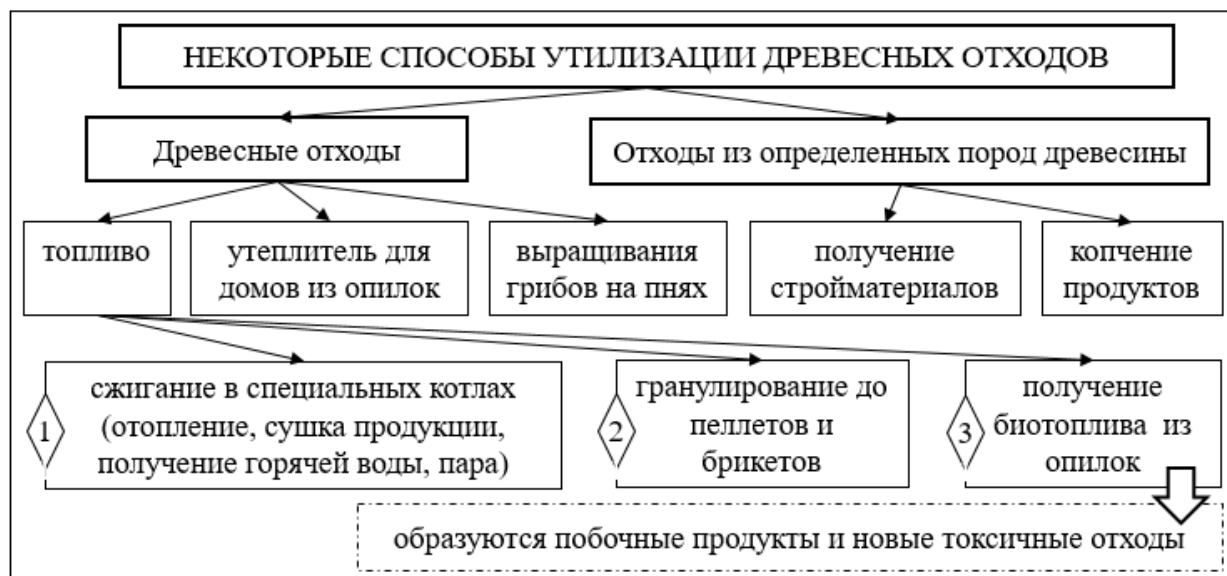 НЕКОТОРЫЕ СПОСОБЫ УТИЛИЗАЦИИ ДРЕВЕСНЫХ ОТХОДОВ
Древесные отходы
Отходы из определенных пород древесины
топливо
утеплитель для
домов из опилок
выращивания
грибов на пнях
получение
стройматериалов
копчение
продуктов
1
сжигание в специальных котлах
(отопление, сушка продукции,
получение горячей воды, пара)
2
гранулирование до
пеллетов и
брикетов
3
получение
биотоплива из
опилок
образуются побочные продукты и новые токсичные отходы